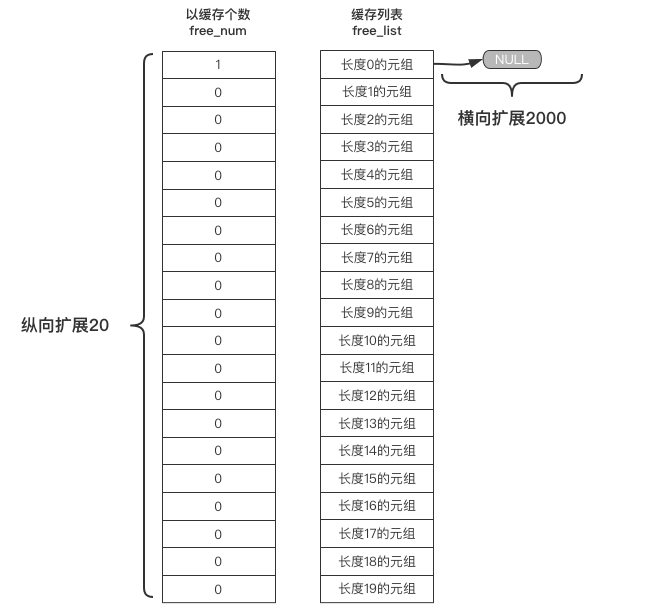 以缓存个数
free_num
缓存列表
free_list
1
长度0的元组
NULL
0
长度1的元组
横向扩展2000
0
长度2的元组
0
长度3的元组
0
长度4的元组
0
长度5的元组
0
长度6的元组
0
长度7的元组
0
长度8的元组
0
长度9的元组
纵向扩展20
0
长度10的元组
0
长度11的元组
0
长度12的元组
0
长度13的元组
0
长度14的元组
0
长度15的元组
0
长度16的元组
0
长度17的元组
0
长度18的元组
0
长度19的元组